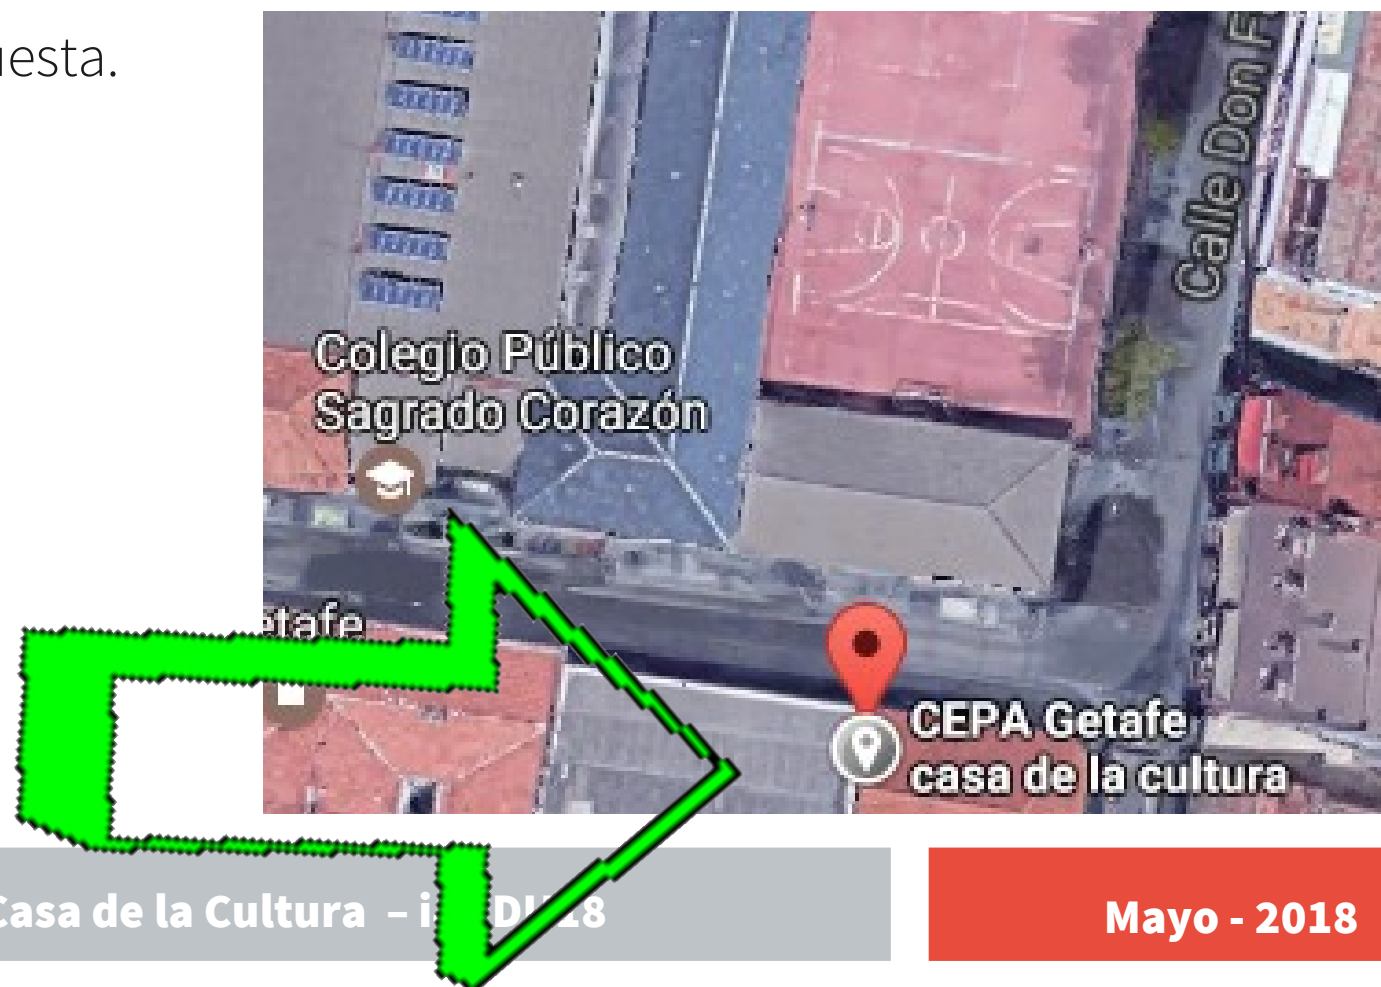 uesta.
Calle Don F
Colegio Público
Sagrado Corazón
etafe
CEPA Getafe
casa de la cultura
Casa de la Cultura –
Mayo - 2018